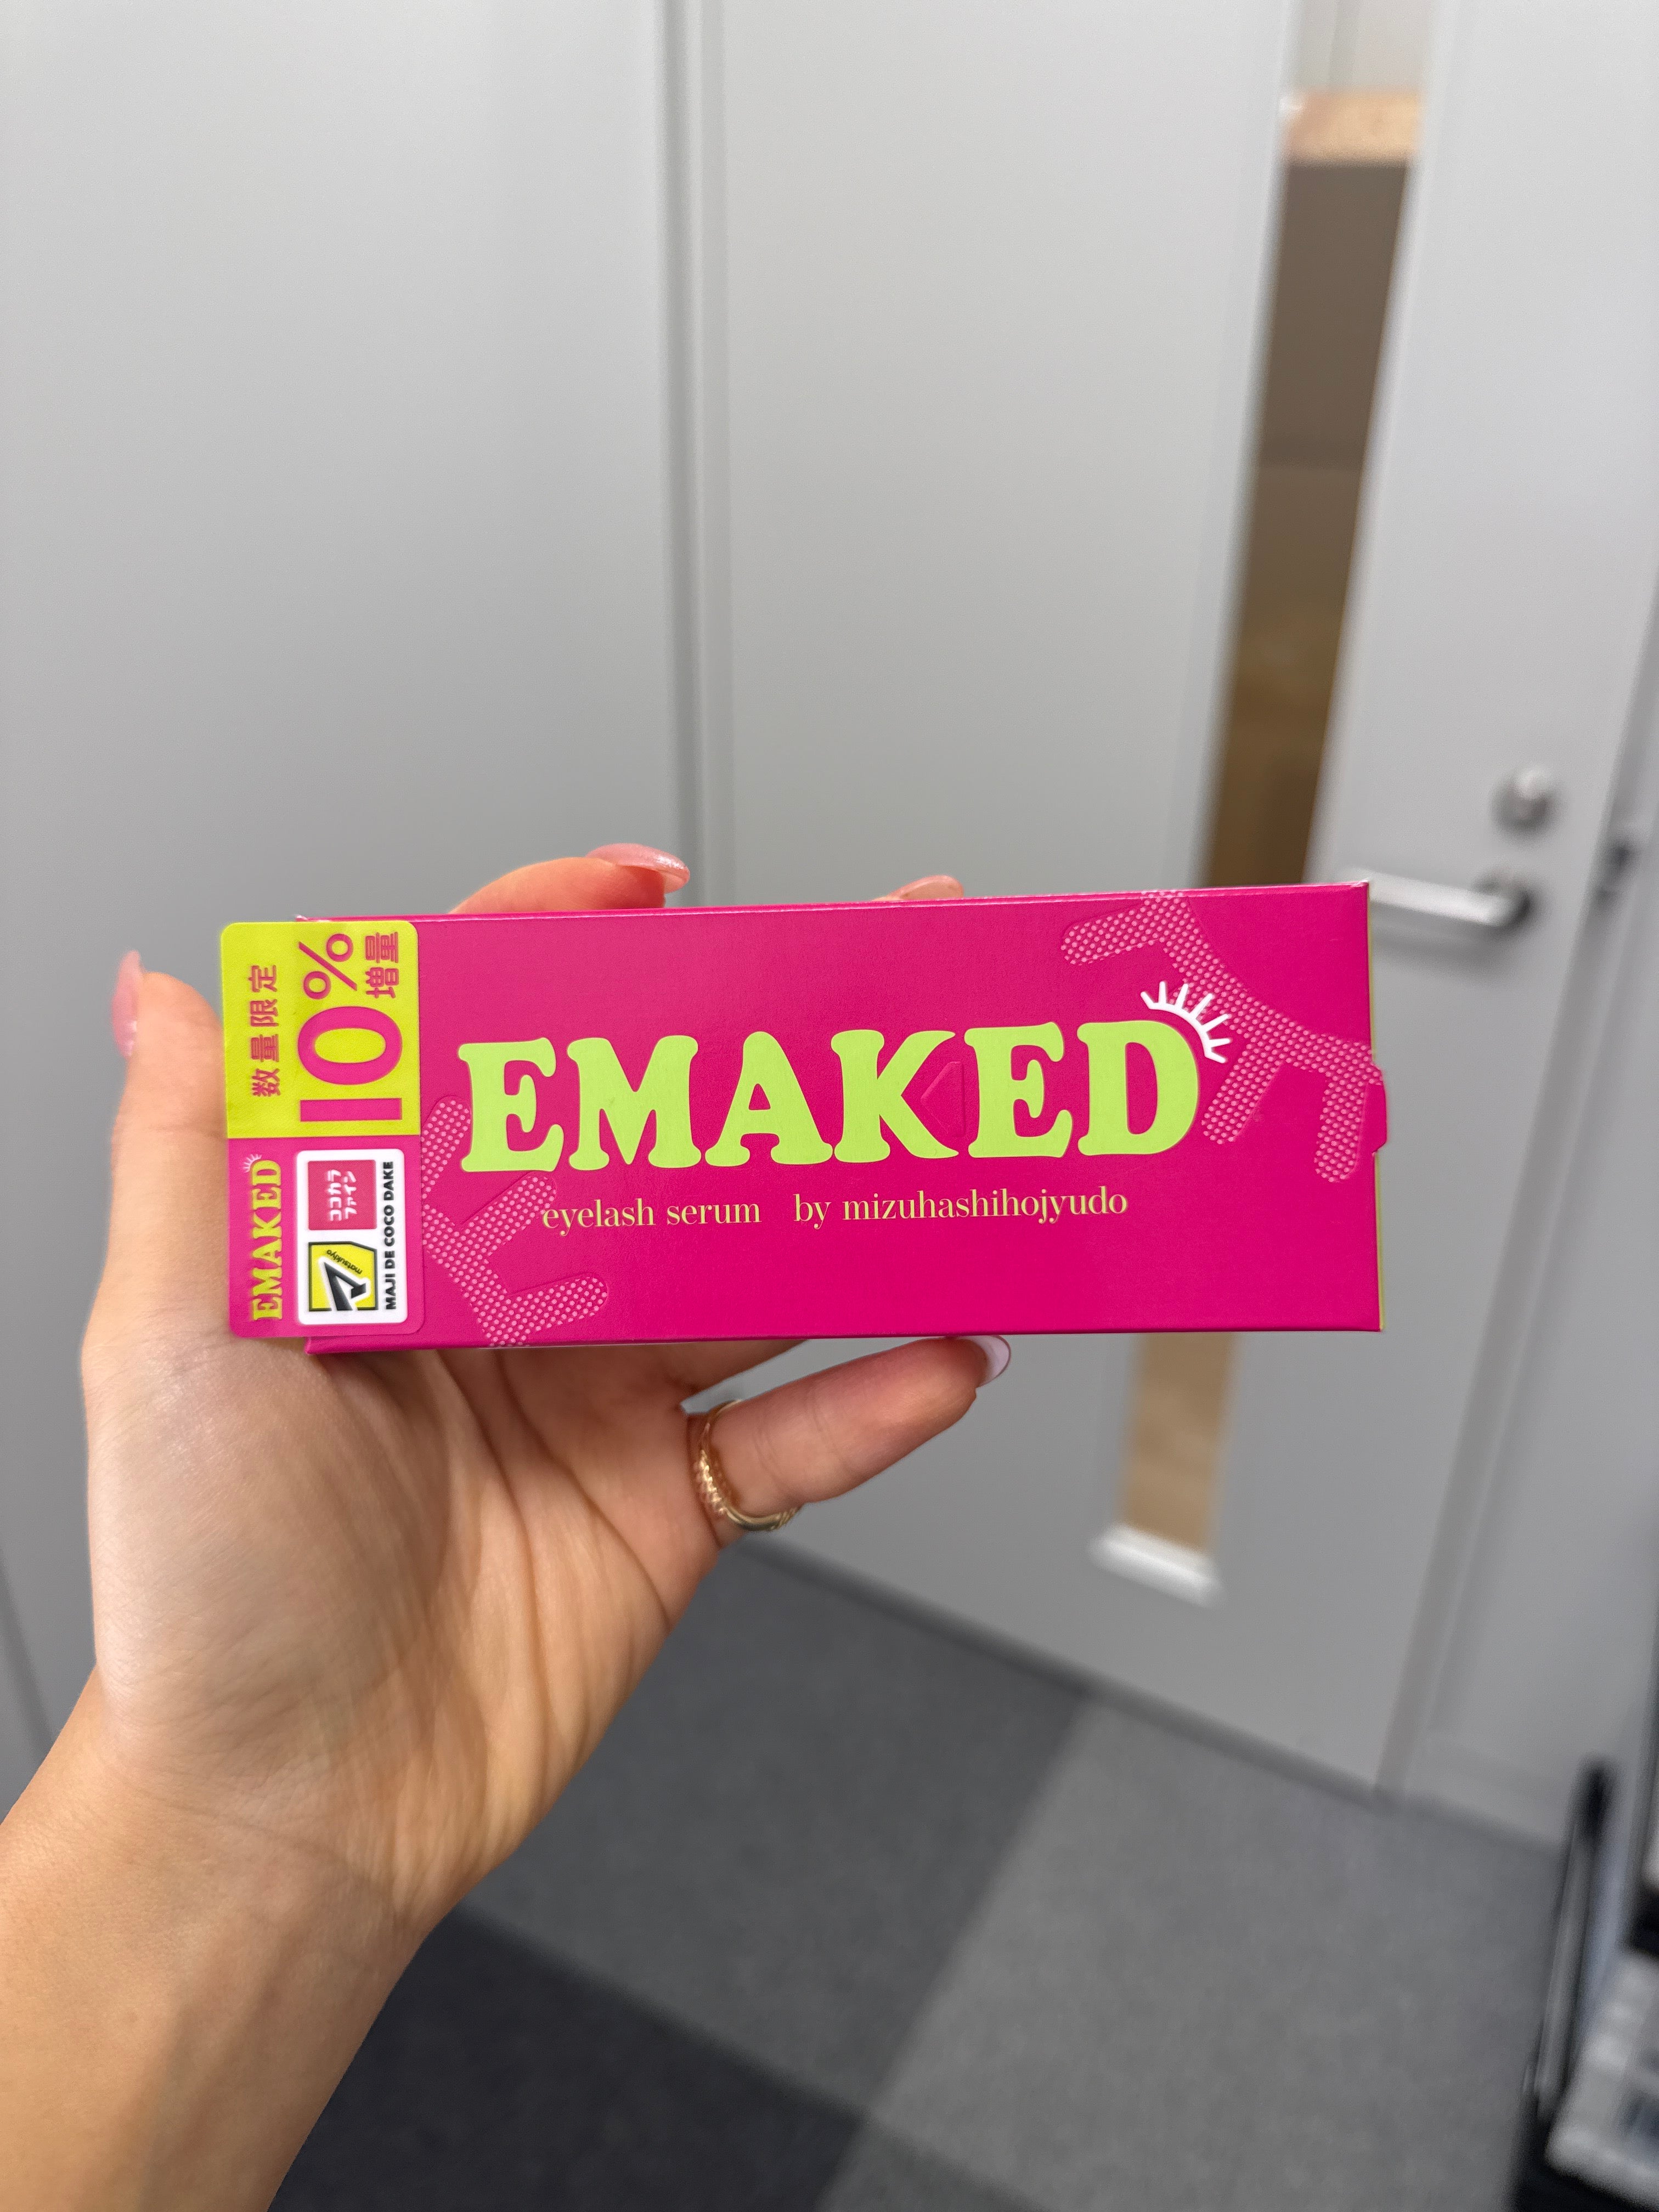 数量限定
10%
増量
EMAKED
ココカラ
ファイン
matsukiyo
MAJI DE COCO DAKE
EMAKED
eyelash serum by mizuhashihojyudo